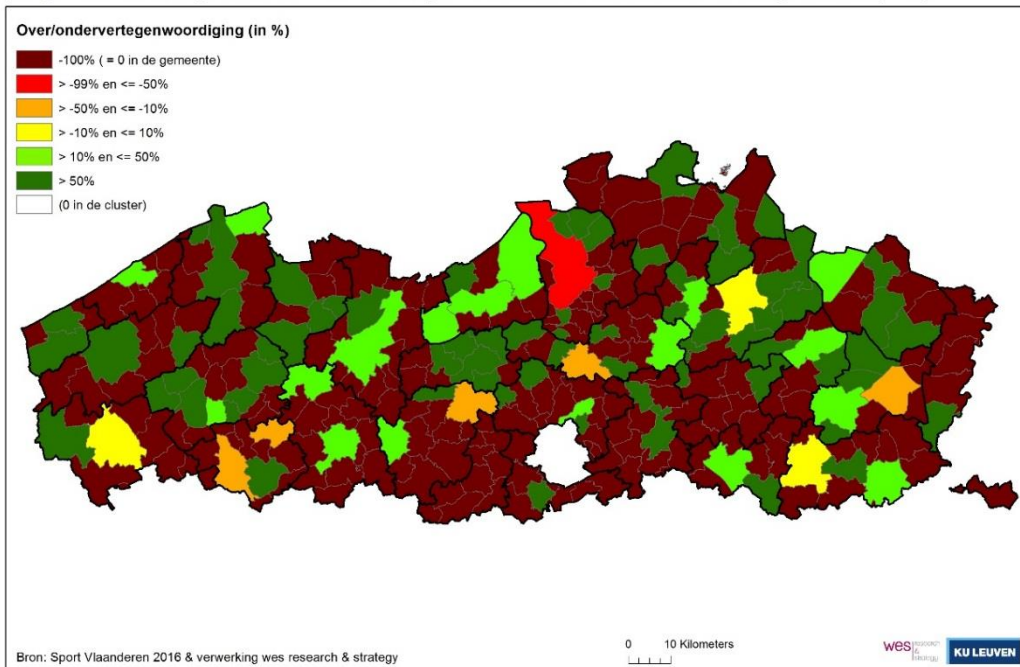 Over/ondervertegenwoordiging (in %)
-100% ( = 0 in de gemeente)
> -99% en <= -50%
> -50% en <= -10%
> -10% en <= 10%
> 10% en <= 50%
> 50%
(0 in de cluster)
Bron: Sport Vlaanderen 2016 & verwerking wes research & strategy
0 10 Kilometers
wes research & strategy
KU LEUVEN